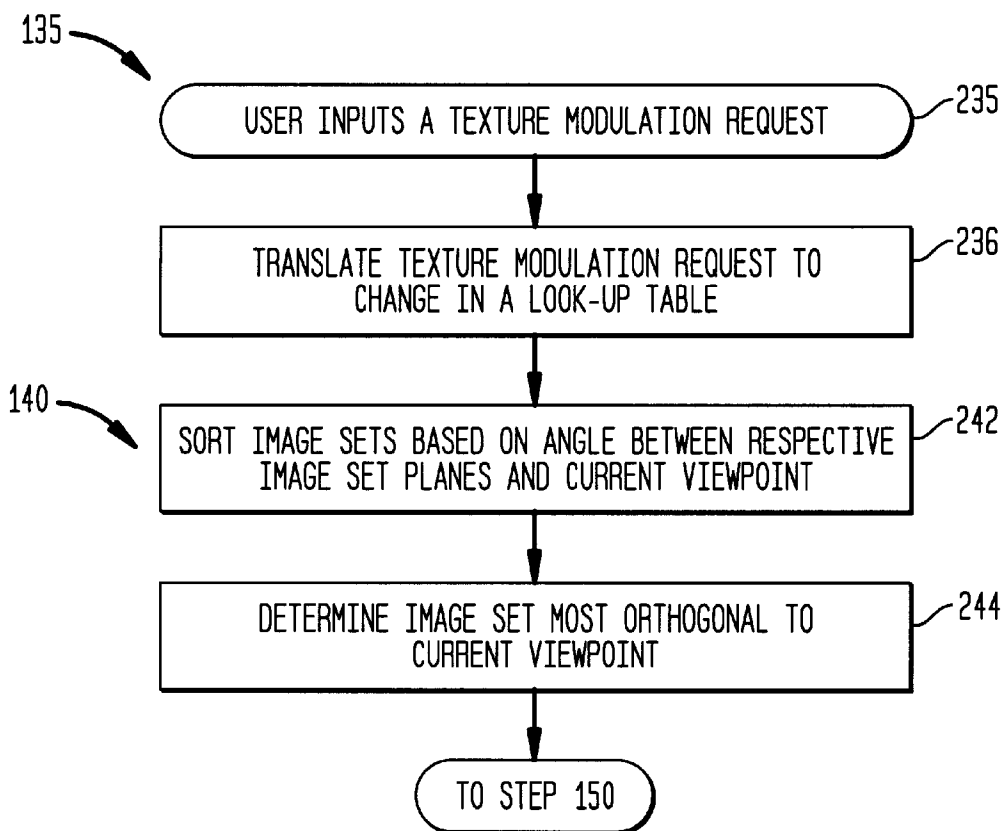 135
USER INPUTS A TEXTURE MODULATION REQUEST
235
TRANSLATE TEXTURE MODULATION REQUEST TO
CHANGE IN A LOOK-UP TABLE
236
140
SORT IMAGE SETS BASED ON ANGLE BETWEEN RESPECTIVE
IMAGE SET PLANES AND CURRENT VIEWPOINT
242
DETERMINE IMAGE SET MOST ORTHOGONAL TO
CURRENT VIEWPOINT
244
TO STEP 150